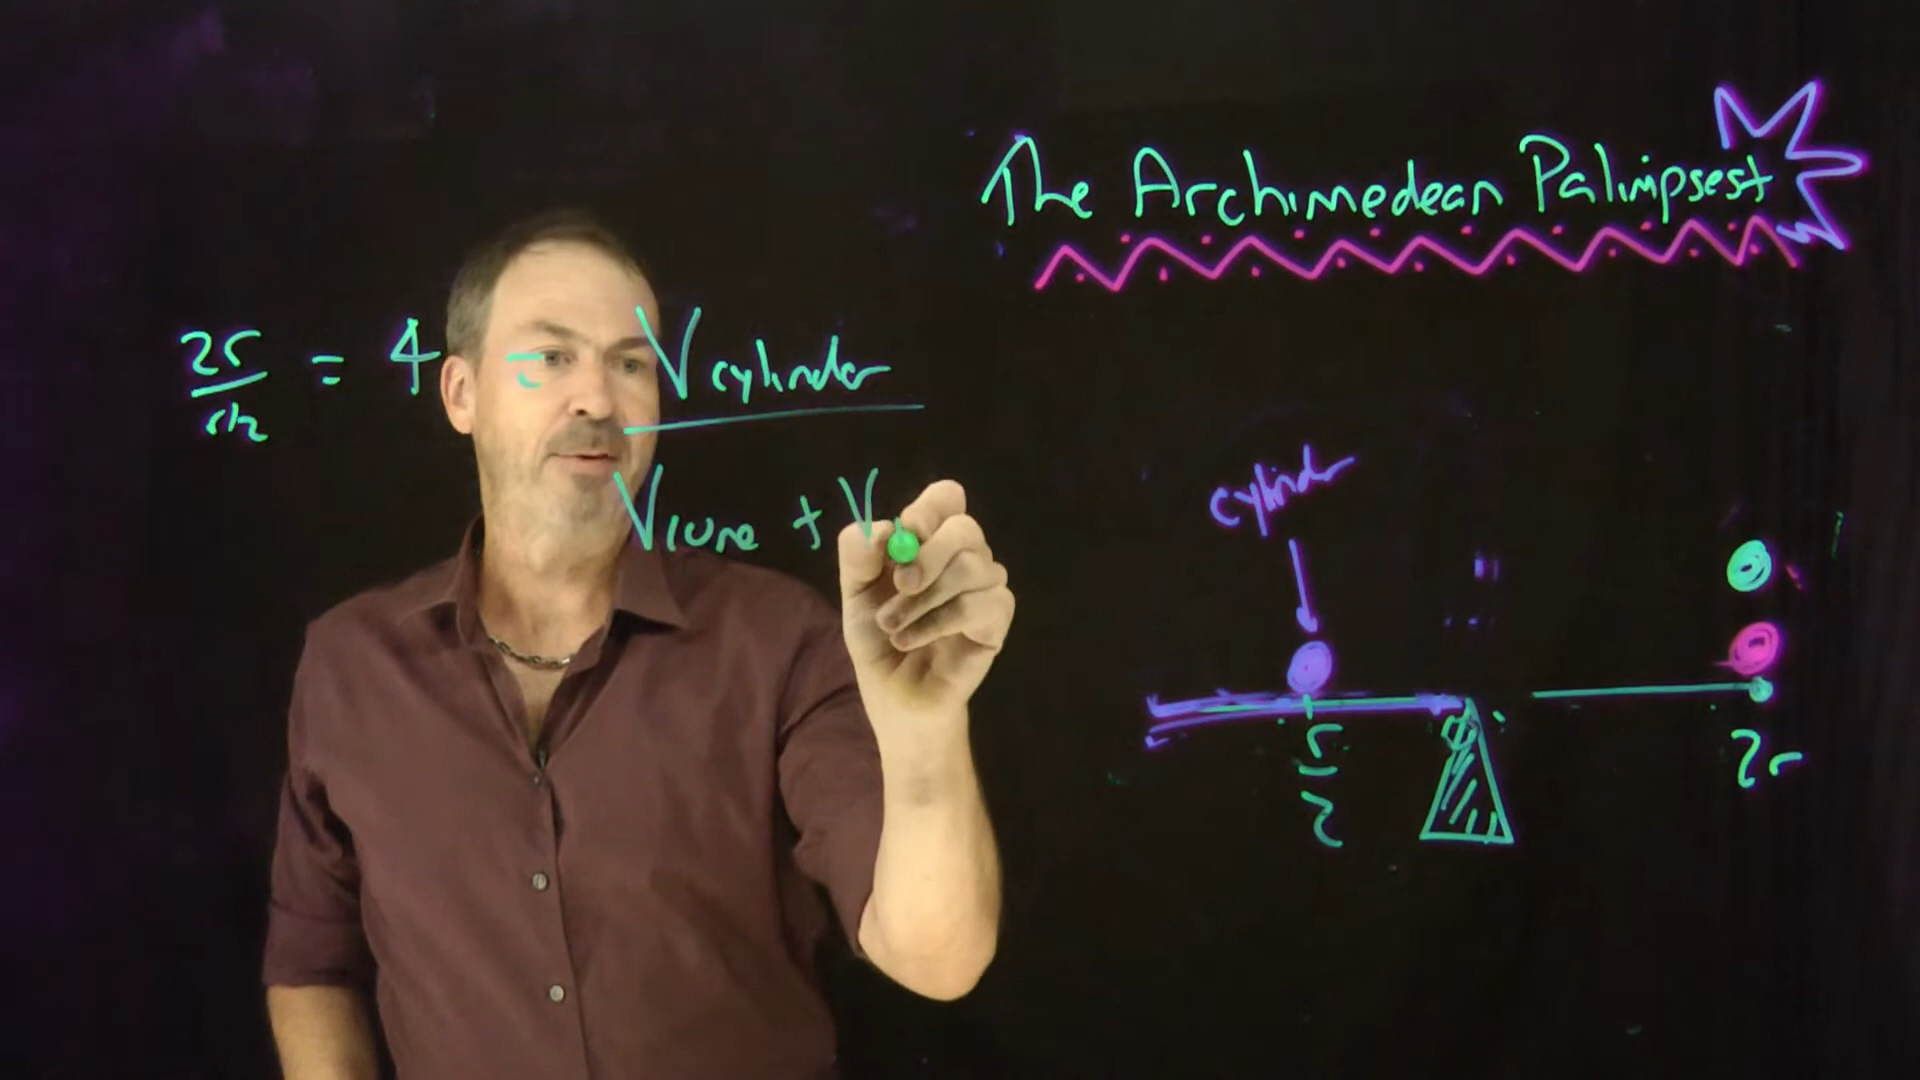 The Archimedean Palimpsest
2r/r/2 = 4 = Vcylinder
Vcone + V
cylinder
r/2
2r